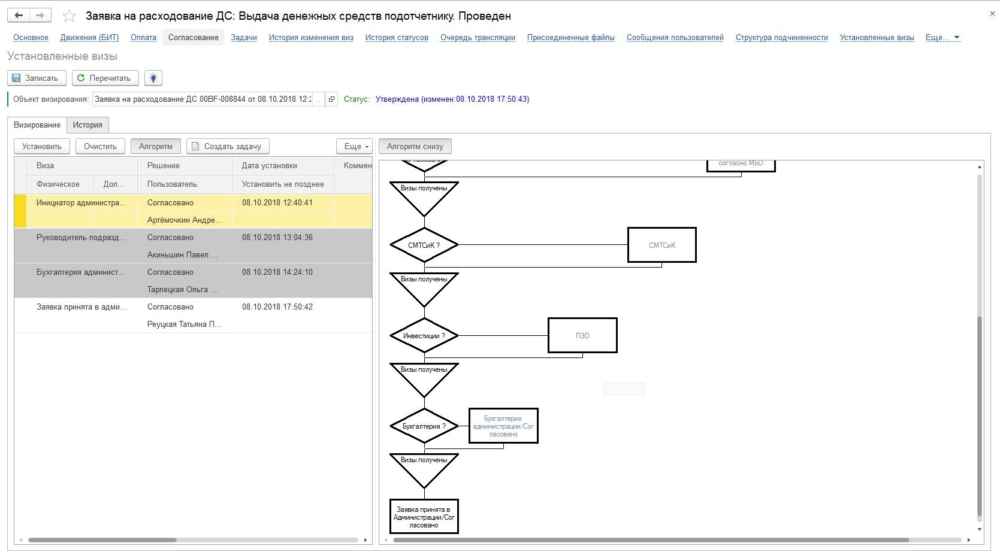 Заявка на расходование ДС: Выдача денежных средств подотчетнику. Проведен
Основное Движения (БИТ) Оплата Согласование Задачи История изменения виз История статусов Очередь трансляции Присоединенные файлы Сообщения пользователей Структура подчиненности Установленные визы Еще...
Установленные визы
Записать Перечитать
Объект визирования: Заявка на расходование ДС 00BF-008844 от 08.10.2018 12:2 ... Статус: Утверждена (изменен:08.10.2018 17:50:43)
Визирование История
Установить Очистить Алгоритм Создать задачу Еще Алгоритм снизу
Виза Решение Дата установки Коммен
Физическое Дол... Пользователь Установить не позднее
Инициатор администра... Согласовано 08.10.2018 12:40:41
Артёмочкин Андре...
Руководитель подразд... Согласовано 08.10.2018 13:04:36
Акиньшин Павел ...
Бухгалтерия админист... Согласовано 08.10.2018 14:24:10
Тарлецкая Ольга ...
Заявка принята в адми... Согласовано 08.10.2018 17:50:42
Реуцкая Татьяна П...
согласно МБО
Визы получены
СМТСиК ? СМТСиК
Визы получены
Инвестиции ? ПЭО
Визы получены
Бухгалтерия ?
Бухгалтерия
администрации/Сог
ласовано
Визы получены
Заявка принята в
Администрации/Сог
ласовано